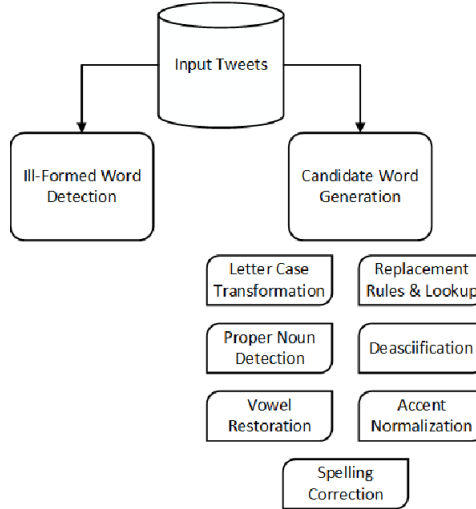 Input Tweets
Ill-Formed Word
Detection
Candidate Word
Generation
Letter Case
Transformation
Replacement
Rules & Lookup
Proper Noun
Detection
Deasciification
Vowel
Restoration
Accent
Normalization
Spelling
Correction